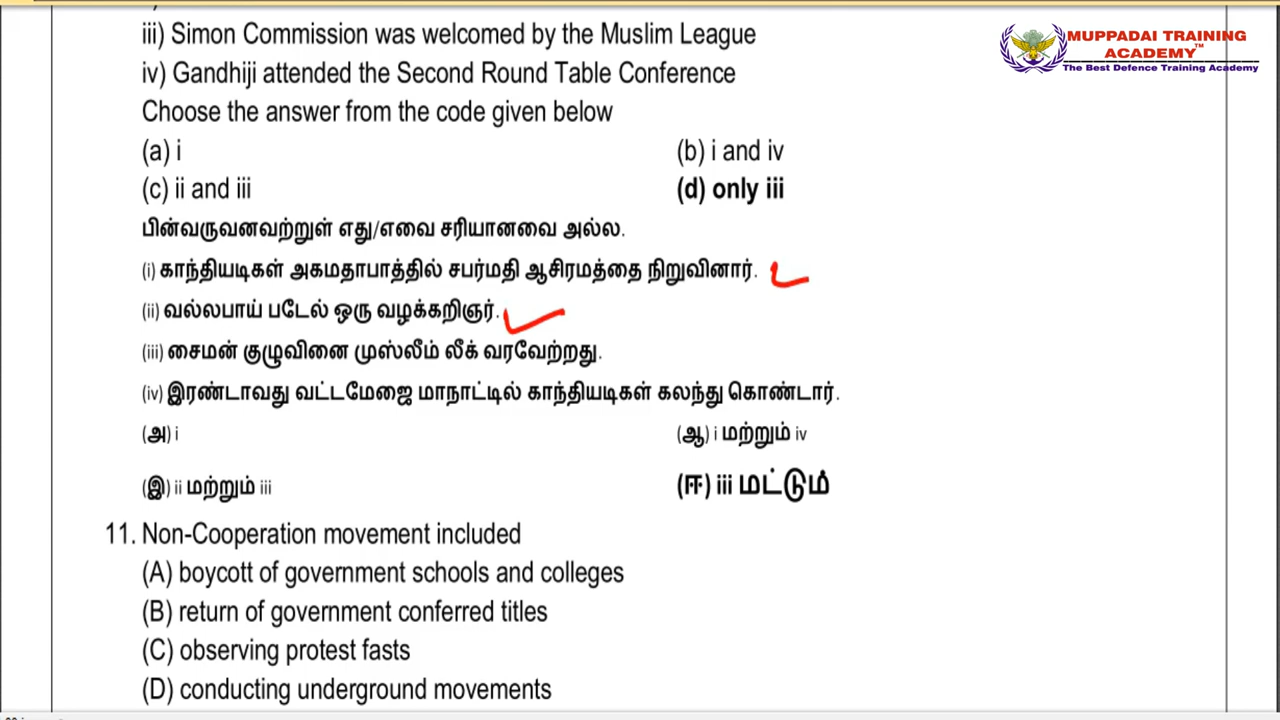 iii) Simon Commission was welcomed by the Muslim League
MUPPADAI TRAINING
ACADEMY™
The Best Defence Training Academy
iv) Gandhiji attended the Second Round Table Conference
Choose the answer from the code given below
(a) i (b) i and iv
(c) ii and iii (d) only iii
பின்வருவனவற்றுள் எது/எவை சரியானவை அல்ல.
(i) காந்தியடிகள் அகமதாபாத்தில் சபர்மதி ஆசிரமத்தை நிறுவினார்.
(ii) வல்லபாய் படேல் ஒரு வழக்கறிஞர்.
(iii) சைமன் குழுவினை முஸ்லீம் லீக் வரவேற்றது.
(iv) இரண்டாவது வட்டமேஜை மாநாட்டில் காந்தியடிகள் கலந்து கொண்டார்.
(அ) i (ஆ) i மற்றும் iv
(இ) ii மற்றும் iii (ஈ) iii மட்டும்
11. Non-Cooperation movement included
(A) boycott of government schools and colleges
(B) return of government conferred titles
(C) observing protest fasts
(D) conducting underground movements